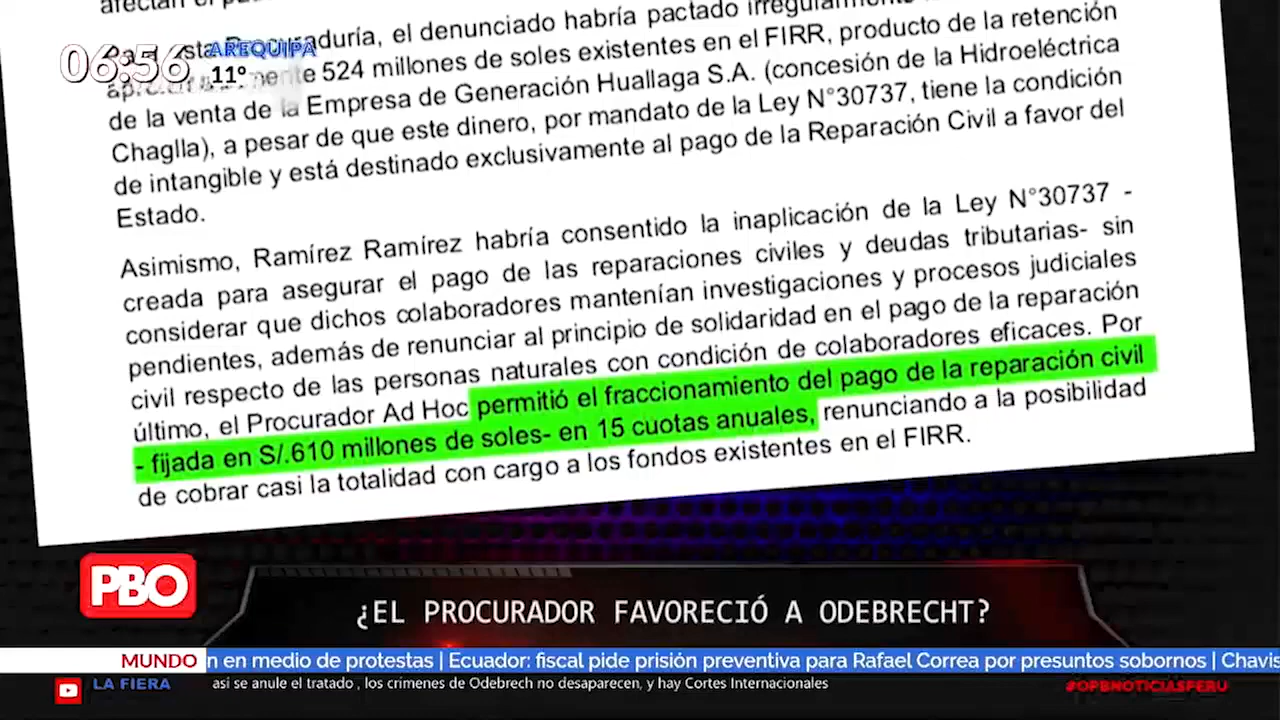 afectan el
06:56
AREQUIPA
11°
Procuraduría, el denunciado habría pactado
524 millones de soles existentes en el FIRR, producto de la retención
de la venta de la Empresa de Generación Huallaga S.A. (concesión de la Hidroeléctrica
Chaglla), a pesar de que este dinero, por mandato de la Ley N°30737, tiene la condición
de intangible y está destinado exclusivamente al pago de la Reparación Civil a favor del
Estado.
Asimismo, Ramírez Ramírez habría consentido la inaplicación de la Ley N°30737 -
creada para asegurar el pago de las reparaciones civiles y deudas tributarias- sin
considerar que dichos colaboradores mantenían investigaciones y procesos judiciales
pendientes, además de renunciar al principio de solidaridad en el pago de la reparación
civil respecto de las personas naturales con condición de colaboradores eficaces. Por
último, el Procurador Ad Hoc permitió el fraccionamiento del pago de la reparación civil
- fijada en S/.610 millones de soles- en 15 cuotas anuales, renunciando a la posibilidad
de cobrar casi la totalidad con cargo a los fondos existentes en el FIRR.
PBO
¿EL PROCURADOR FAVORECIÓ A ODEBRECHT?
MUNDO
n en medio de protestas | Ecuador: fiscal pide prisión preventiva para Rafael Correa por presuntos sobornos | Chavis
LA FIERA
asi se anule el tratado , los crimenes de Odebrech no desaparecen, y hay Cortes Internacionales
#OPBNOTICIASPERU